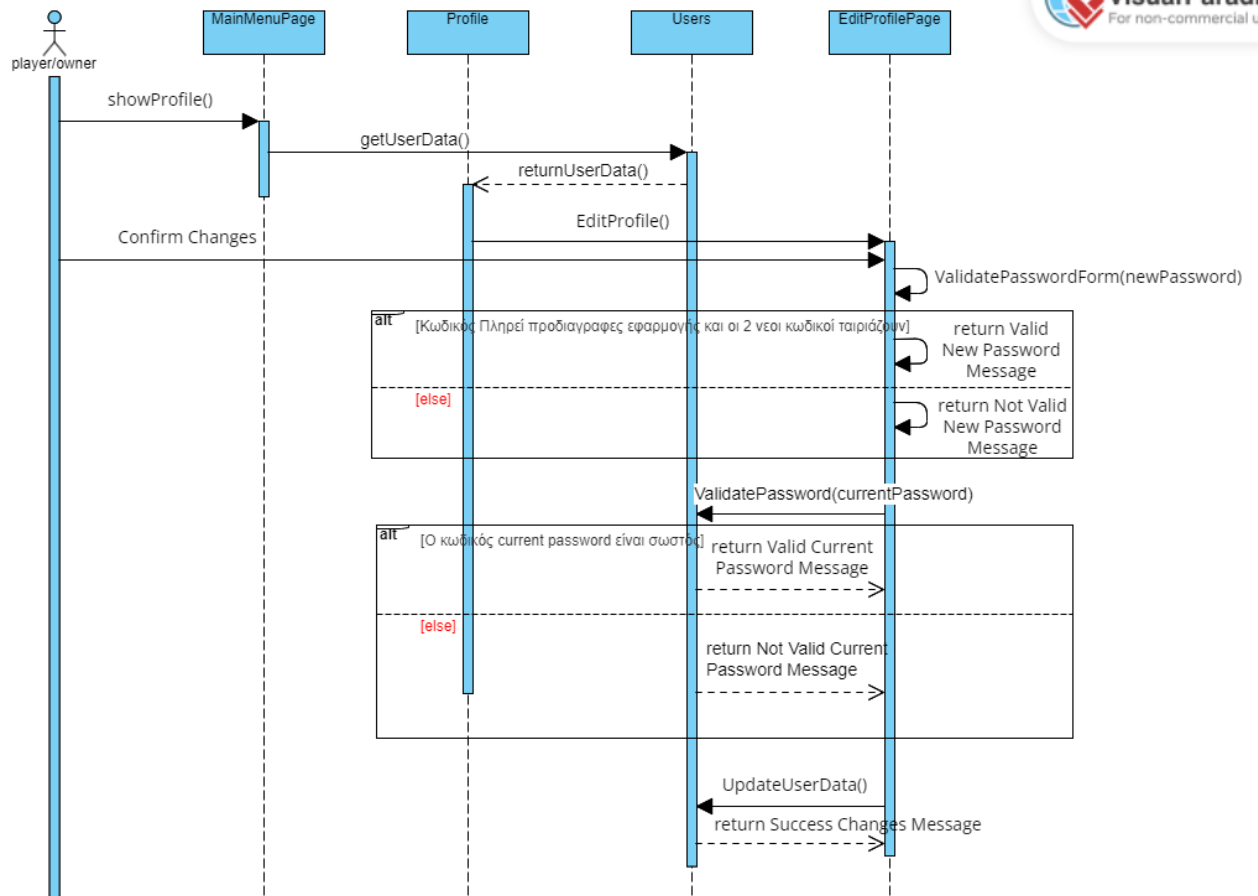 MainMenuPage
Profile
Users
EditProfilePage
For non-commercial
player/owner
showProfile()
getUserData()
returnUserData()
EditProfile()
Confirm Changes
ValidatePasswordForm(newPassword)
alt
[Κωδικός Πληρεί προδιαγραφες εφαρμογής και οι 2 νεοι κωδικοί ταιριάζουν]
return Valid
New Password
Message
[else]
return Not Valid
New Password
Message
ValidatePassword(currentPassword)
alt
[Ο κωδικός current password είναι σωστός]
return Valid Current
Password Message
[else]
return Not Valid Current
Password Message
UpdateUserData()
return Success Changes Message